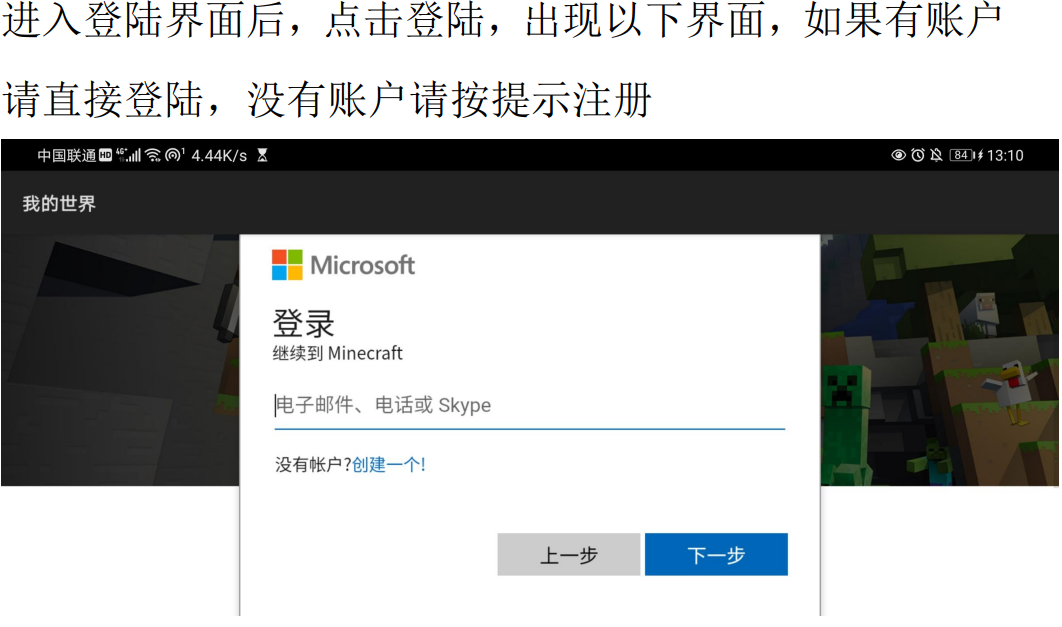 进入登陆界面后，点击登陆，出现以下界面，如果有账户
请直接登陆，没有账户请按提示注册
中国联通 HD 4G+ 1 4.44K/s 84 13:10
我的世界
Microsoft
登录
继续到 Minecraft
电子邮件、电话或 Skype
没有帐户?创建一个!
上一步 下一步